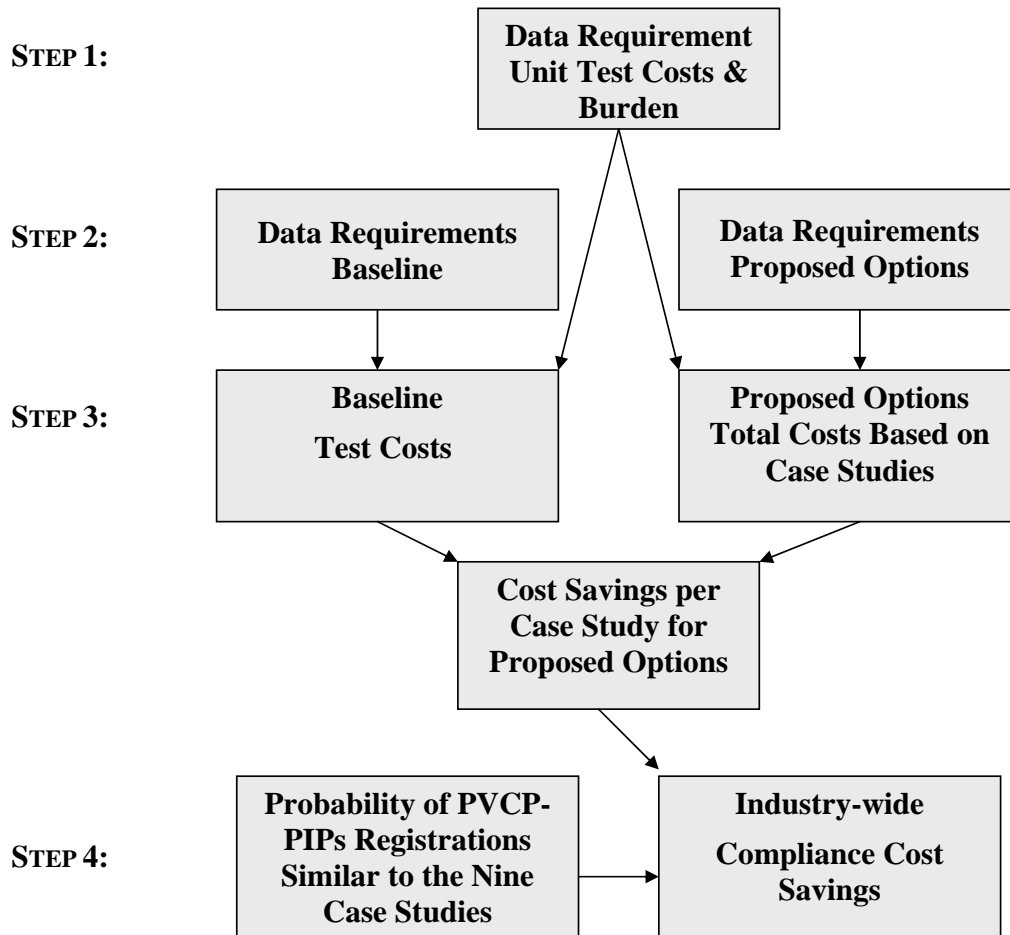 STEP 1:
Data Requirement
Unit Test Costs &
Burden
STEP 2:
Data Requirements
Baseline
Data Requirements
Proposed Options
STEP 3:
Baseline
Test Costs
Proposed Options
Total Costs Based on
Case Studies
Cost Savings per
Case Study for
Proposed Options
STEP 4:
Probability of PVCP-
PIPs Registrations
Similar to the Nine
Case Studies
Industry-wide
Compliance Cost
Savings